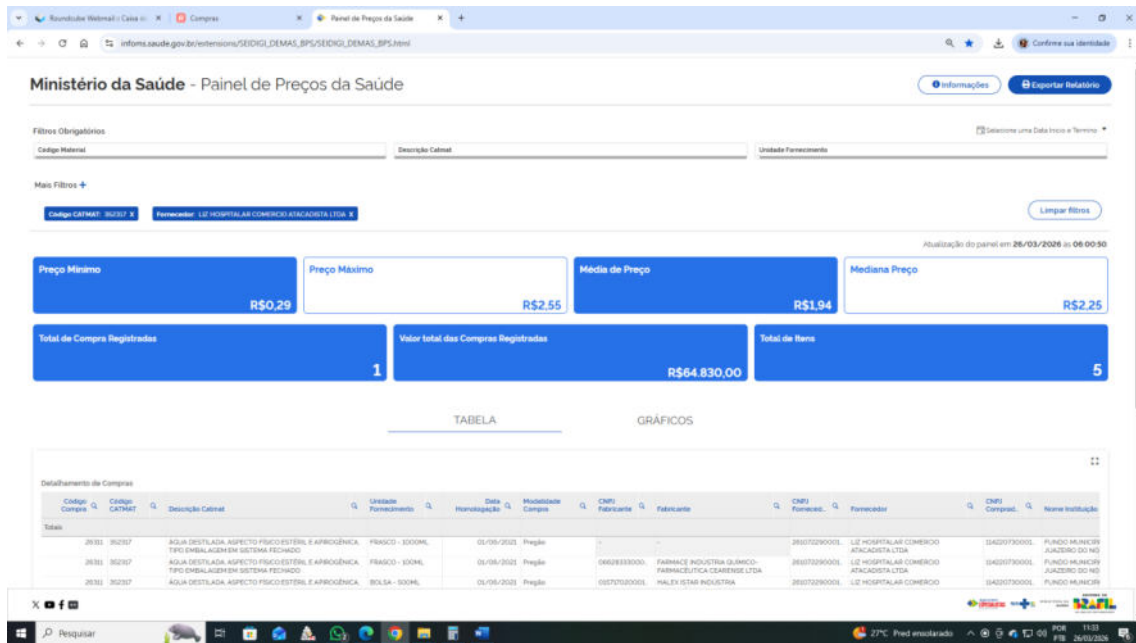 Roundcube Webmail :: Caixa de
Compras
Painel de Preços da Saúde
infoms.saude.gov.br/extensions/SEIDIGI_DEMAS_BPS/SEIDIGI_DEMAS_BPS.html
Confirme sua identidade
Ministério da Saúde - Painel de Preços da Saúde
Informações
Exportar Relatório
Filtros Obrigatórios
Selecione uma Data Início e Termino
Código Material
Descrição Catmat
Unidade Fornecimento
Mais Filtros +
Código CATMAT: 352317 X
Fornecedor: LIZ HOSPITALAR COMERCIO ATACADISTA LTDA X
Limpar filtros
Atualização do painel em 26/03/2026 às 06:00:50
Preço Mínimo
R$0,29
Preço Máximo
R$2,55
Média de Preço
R$1,94
Mediana Preço
R$2,25
Total de Compra Registradas
1
Valor total das Compras Registradas
R$64.830,00
Total de Itens
5
TABELA
GRÁFICOS
Detalhamento de Compras
Código Compra
Código CATMAT
Descrição Catmat
Unidade Fornecimento
Data Homologação
Modalidade Compra
CNPJ Fabricante
Fabricante
CNPJ Forneced...
Fornecedor
CNPJ Comprad...
Nome Instituição
Totais
ÁGUA DESTILADA, ASPECTO FÍSICO ESTÉRIL E APIROGÊNICA, FRASCO - 1000ML 01/06/2021 Pregão - - LIZ HOSPITALAR COMERCIO FUNDO MUNICIPI
TIPO EMBALAGEM EM SISTEMA FECHADO ATACADISTA LTDA JUAZEIRO DO NO
ÁGUA DESTILADA, ASPECTO FÍSICO ESTÉRIL E APIROGÊNICA, FRASCO - 100ML 01/06/2021 Pregão FARMACE INDUSTRIA QUIMICO- LIZ HOSPITALAR COMERCIO FUNDO MUNICIPI
TIPO EMBALAGEM EM SISTEMA FECHADO FARMACEUTICA CEARENSE LTDA ATACADISTA LTDA JUAZEIRO DO NO
ÁGUA DESTILADA, ASPECTO FÍSICO ESTÉRIL E APIROGÊNICA, BOLSA - 500ML 01/06/2021 Pregão HALEX ISTAR INDÚSTRIA LIZ HOSPITALAR COMERCIO FUNDO MUNICIPI
BRASIL
Pesquisar
27°C Pred ensolarado
POR
PTB
11:33
26/03/2026